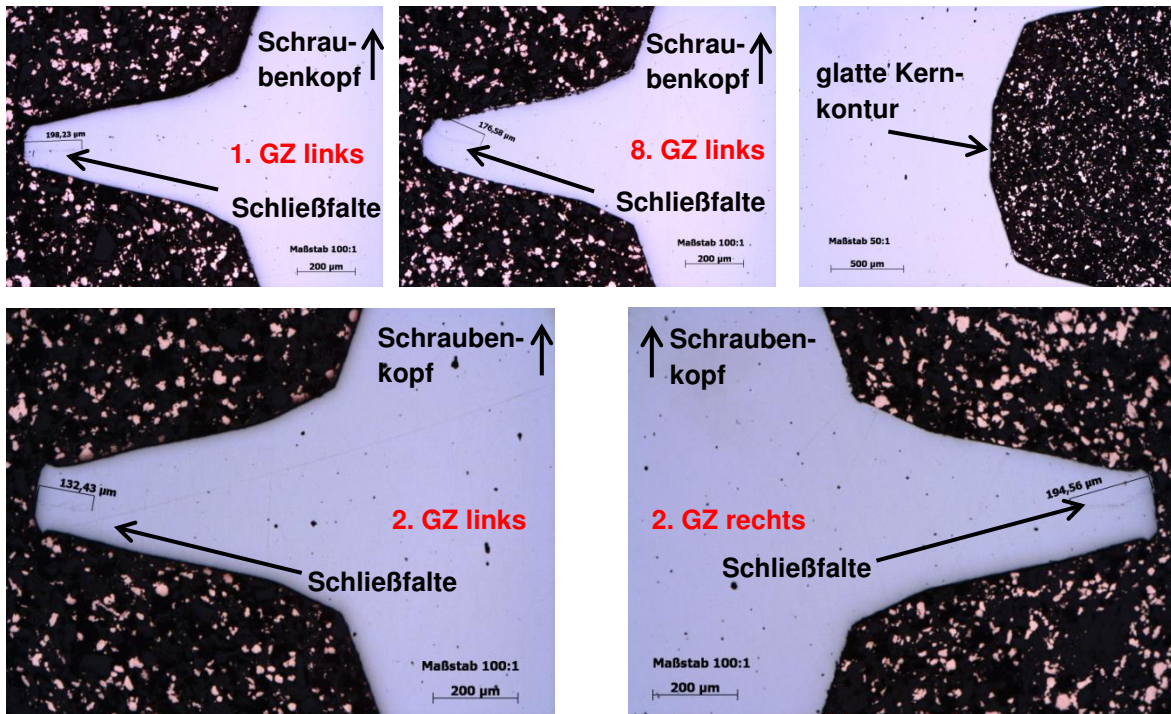 Schrau-
benkopf
198,23 µm
1. GZ links
Schließfalte
Maßstab 100:1
200 µm
Schrau-
benkopf
176,58 µm
8. GZ links
Schließfalte
Maßstab 100:1
200 µm
glatte Kern-
kontur
Maßstab 50:1
500 µm
Schrauben-
kopf
132,43 µm
2. GZ links
Schließfalte
Maßstab 100:1
200 µm
Schrauben-
kopf
194,56 µm
2. GZ rechts
Schließfalte
Maßstab 100:1
200 µm